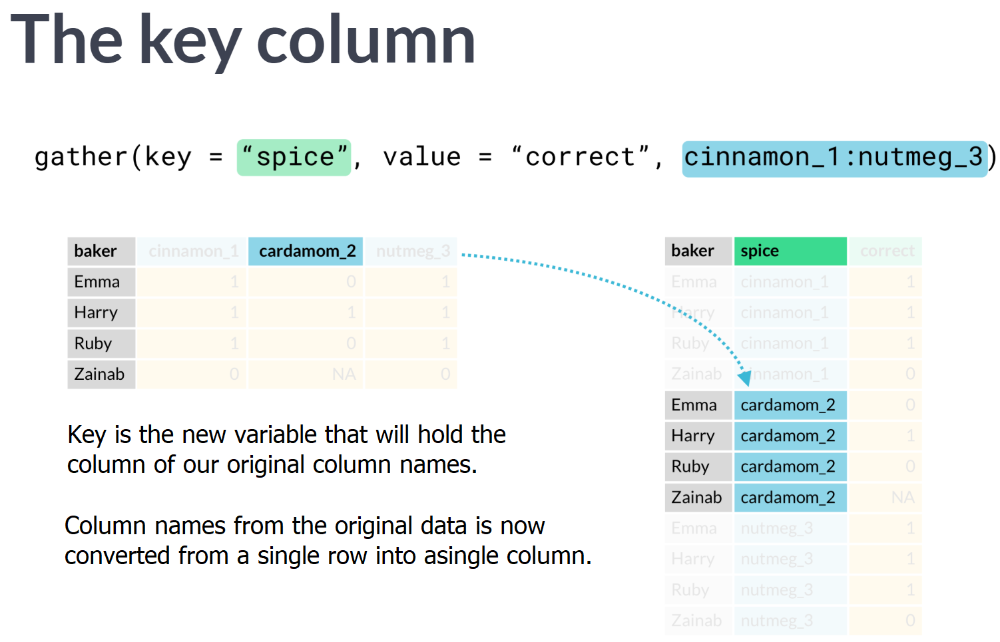 The key column
gather(key = “spice”, value = “correct”, cinnamon_1:nutmeg_3)
baker cinnamon_1 cardamom_2 nutmeg_3
Emma 1 0 1
Harry 1 1 1
Ruby 1 0 1
Zainab 0 NA 0
Key is the new variable that will hold the
column of our original column names.
Column names from the original data is now
converted from a single row into asingle column.
baker spice correct
Emma cinnamon_1 1
Harry cinnamon_1 1
Ruby cinnamon_1 1
Zainab cinnamon_1 0
Emma cardamom_2 0
Harry cardamom_2 1
Ruby cardamom_2 0
Zainab cardamom_2 NA
Emma nutmeg_3 1
Harry nutmeg_3 1
Ruby nutmeg_3 1
Zainab nutmeg_3 0